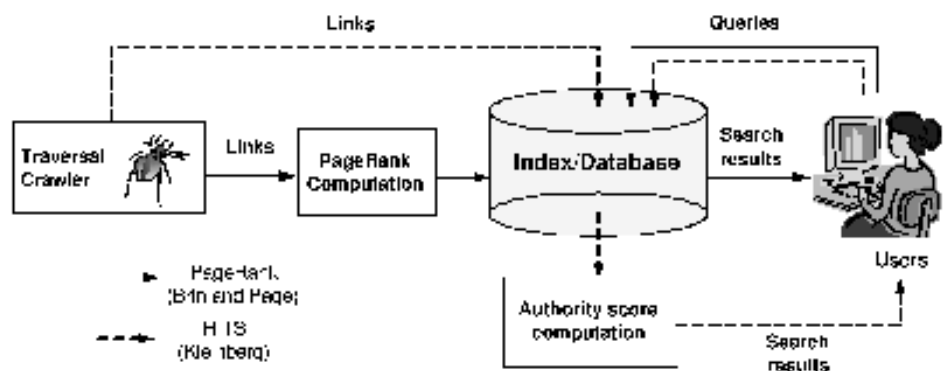 Links
Queries
Traversal
Crawler
Links
PageRank
Computation
Index/Database
Search
results
Users
PageRank
(Brin and Page)
HITS
(Kleinberg)
Authority score
computation
Search
results